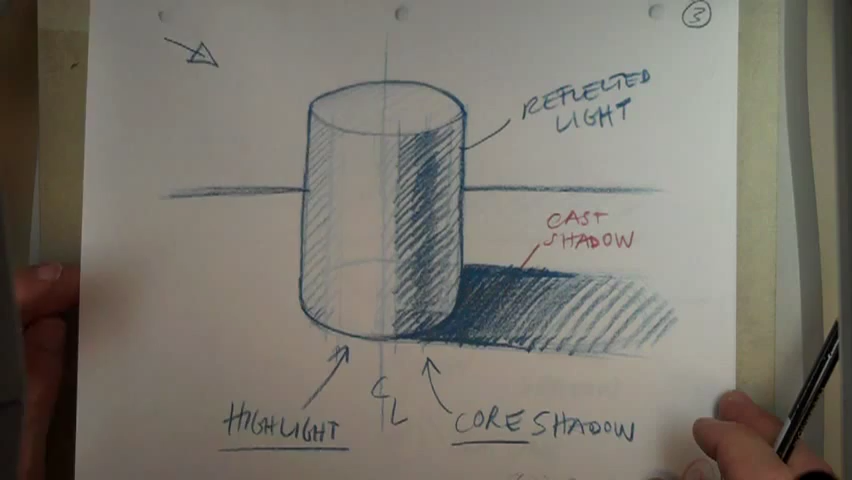 3
REFLECTED
LIGHT
CAST
SHADOW
CL
HIGHLIGHT
CORE SHADOW